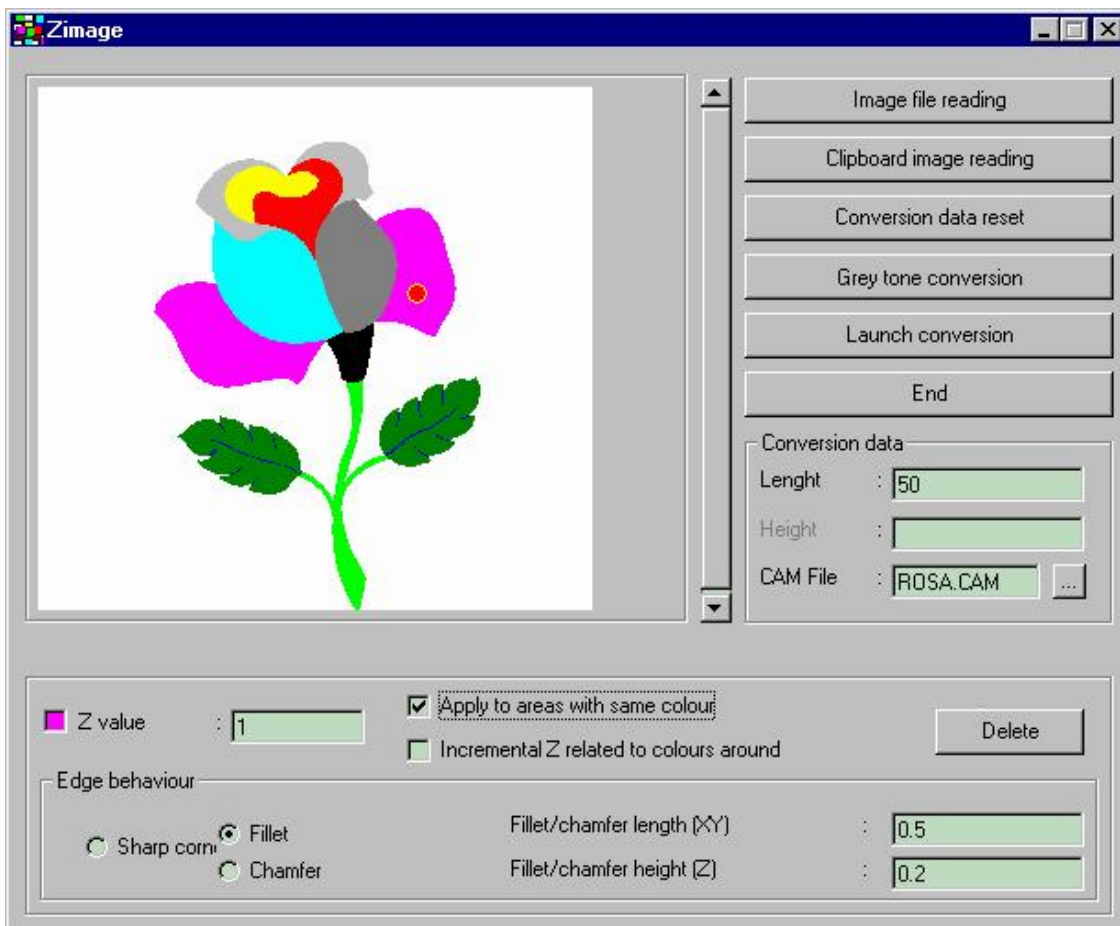 Zimage
Image file reading
Clipboard image reading
Conversion data reset
Grey tone conversion
Launch conversion
End
Conversion data
Lenght : 50
Height :
CAM File : ROSA.CAM ...
Z value : 1
Apply to areas with same colour
Incremental Z related to colours around
Delete
Edge behaviour
Sharp corn
Fillet
Chamfer
Fillet/chamfer length (XY) : 0.5
Fillet/chamfer height (Z) : 0.2